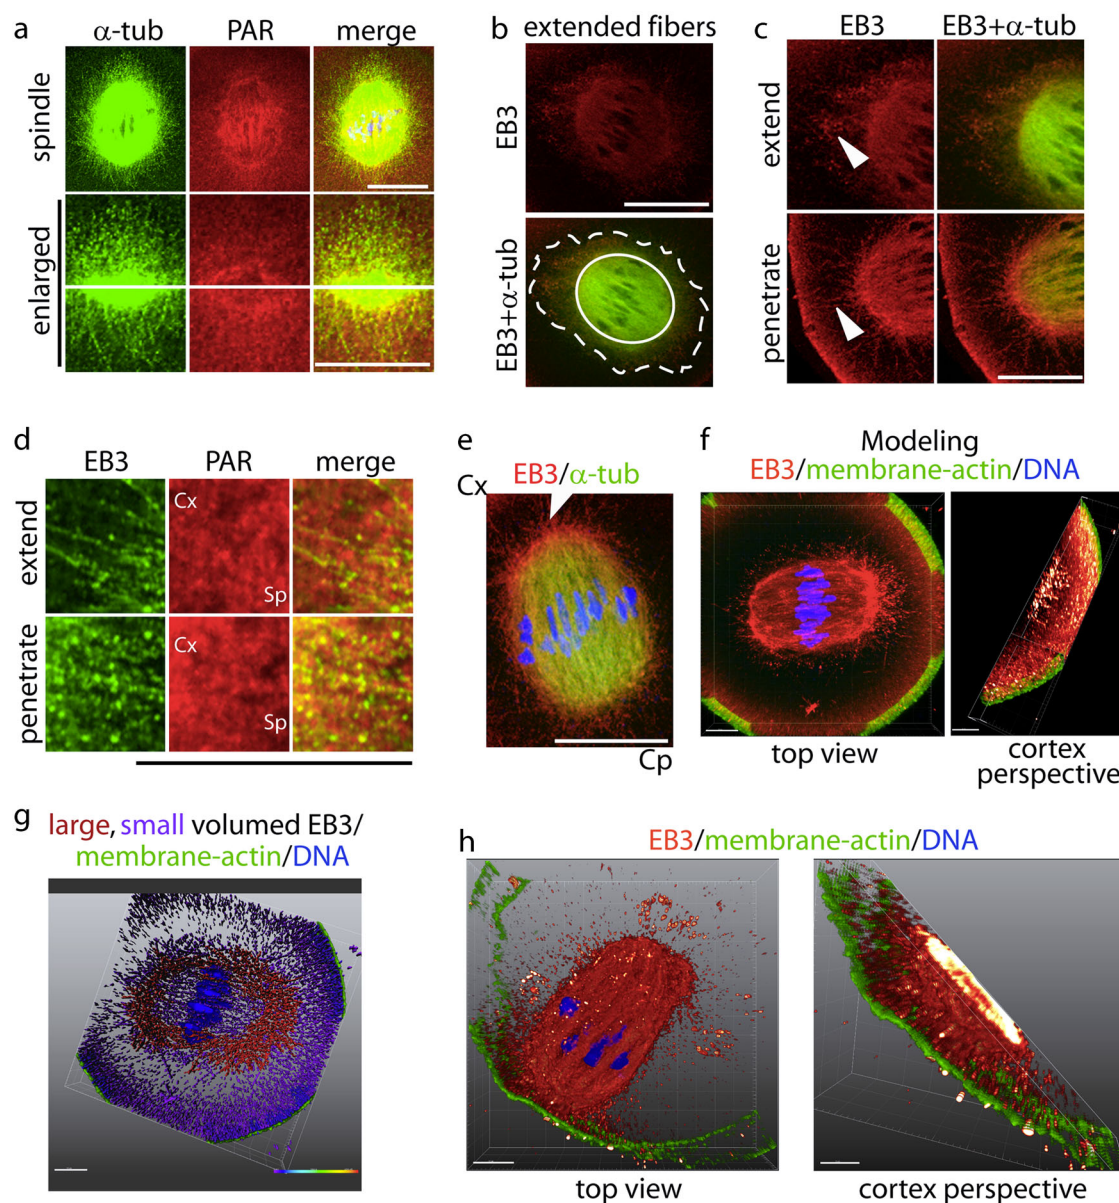 a
α-tub PAR merge
spindle
enlarged
b
extended fibers
EB3
EB3+α-tub
c
EB3 EB3+α-tub
extend
penetrate
d
EB3 PAR merge
extend
Cx
Sp
penetrate
Cx
Sp
e
EB3/α-tub
Cx
Cp
f
Modeling
EB3/membrane-actin/DNA
top view
cortex
perspective
g
large, small volumed EB3/
membrane-actin/DNA
h
EB3/membrane-actin/DNA
top view
cortex perspective